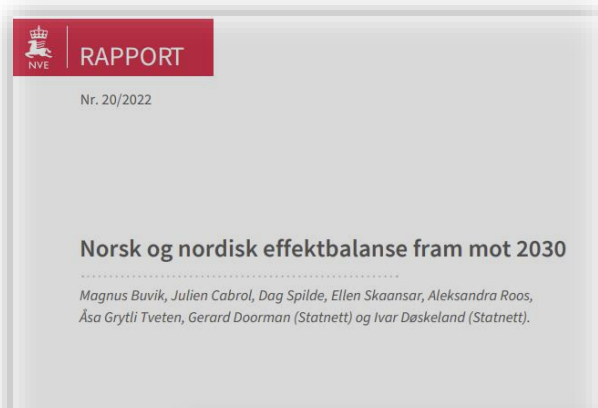 NVE
RAPPORT
Nr. 20/2022
Norsk og nordisk effektbalanse fram mot 2030
Magnus Buvik, Julien Cabrol, Dag Spilde, Ellen Skaansar, Aleksandra Roos,
Åsa Grytli Tveten, Gerard Doorman (Statnett) og Ivar Døskeland (Statnett).